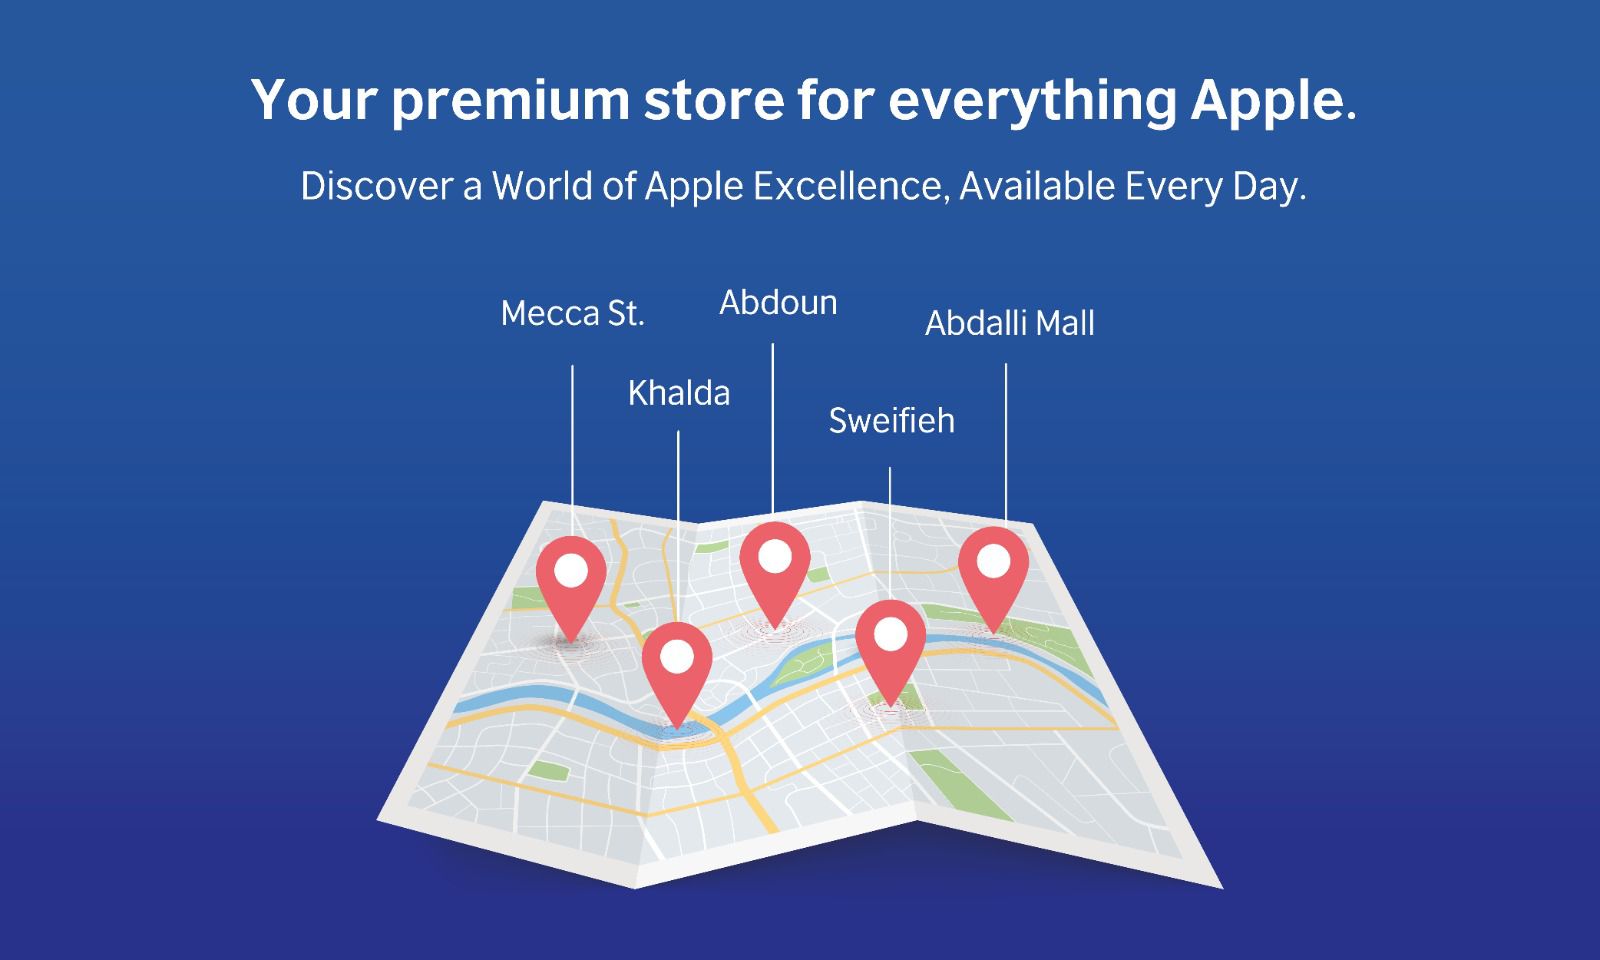 Your premium store for everything Apple.
Discover a World of Apple Excellence, Available Every Day.
Mecca St.
Abdoun
Abdalli Mall
Khalda
Sweifieh